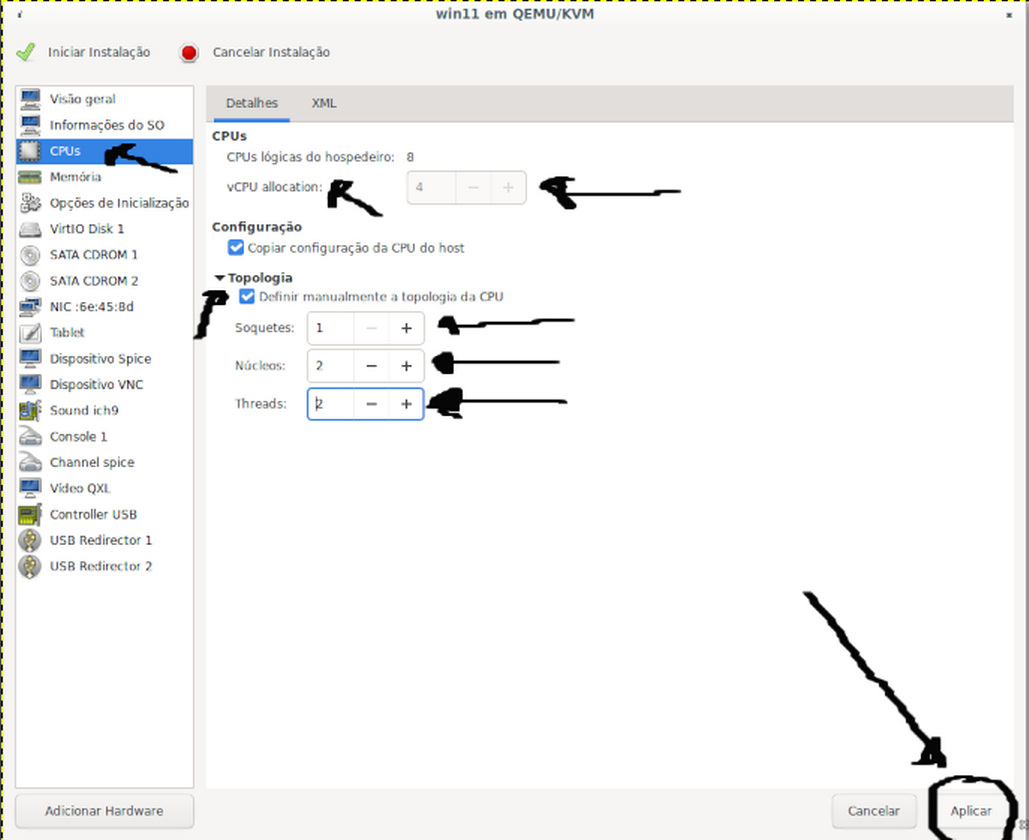 win11 em QEMU/KVM
Iniciar Instalação Cancelar Instalação
Visão geral
Informações do SO
CPUs
Memória
Opções de Inicialização
VirtIO Disk 1
SATA CDROM 1
SATA CDROM 2
NIC :6e:45:8d
Tablet
Dispositivo Spice
Dispositivo VNC
Sound ich9
Console 1
Channel spice
Vídeo QXL
Controller USB
USB Redirector 1
USB Redirector 2
Adicionar Hardware
Detalhes XML
CPUs
CPUs lógicas do hospedeiro: 8
vCPU allocation: 4 − +
Configuração
Copiar configuração da CPU do host
Topologia
Definir manualmente a topologia da CPU
Soquetes: 1 − +
Núcleos: 2 − +
Threads: 2 − +
Cancelar Aplicar